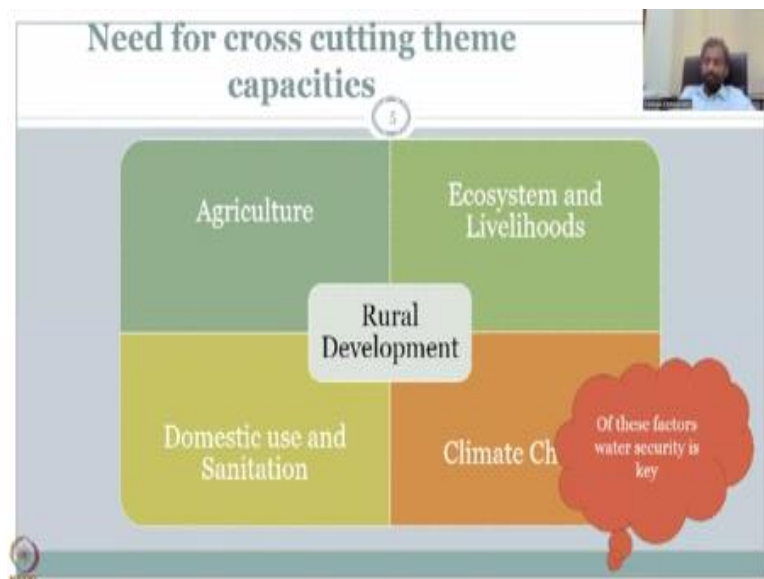 Need for cross cutting theme
capacities
5
Agriculture
Ecosystem and
Livelihoods
Rural
Development
Domestic use and
Sanitation
Climate Ch
Of these factors
water security is
key